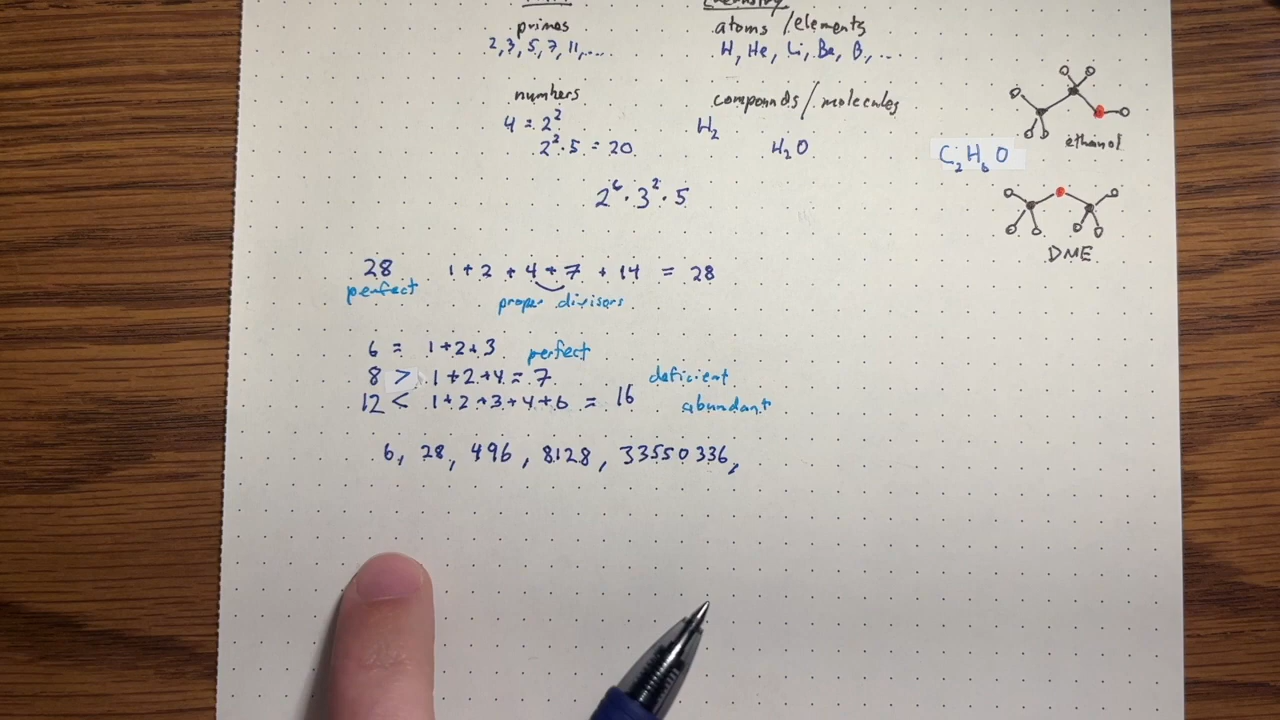 Chemistry
primes
atoms / elements
2, 3, 5, 7, 11, ...
H, He, Li, Be, B, ...
numbers
compounds / molecules
4 = 2²
H₂
2²·5 = 20
H₂O
ethanol
C₂H₆O
2⁶·3²·5
DME
28 1+2+4+7+14 = 28
perfect
proper divisors
6 = 1+2+3 perfect
8 > 1+2+4=7 deficient
12 < 1+2+3+4+6 = 16 abundant
6, 28, 496, 8128, 33550336,